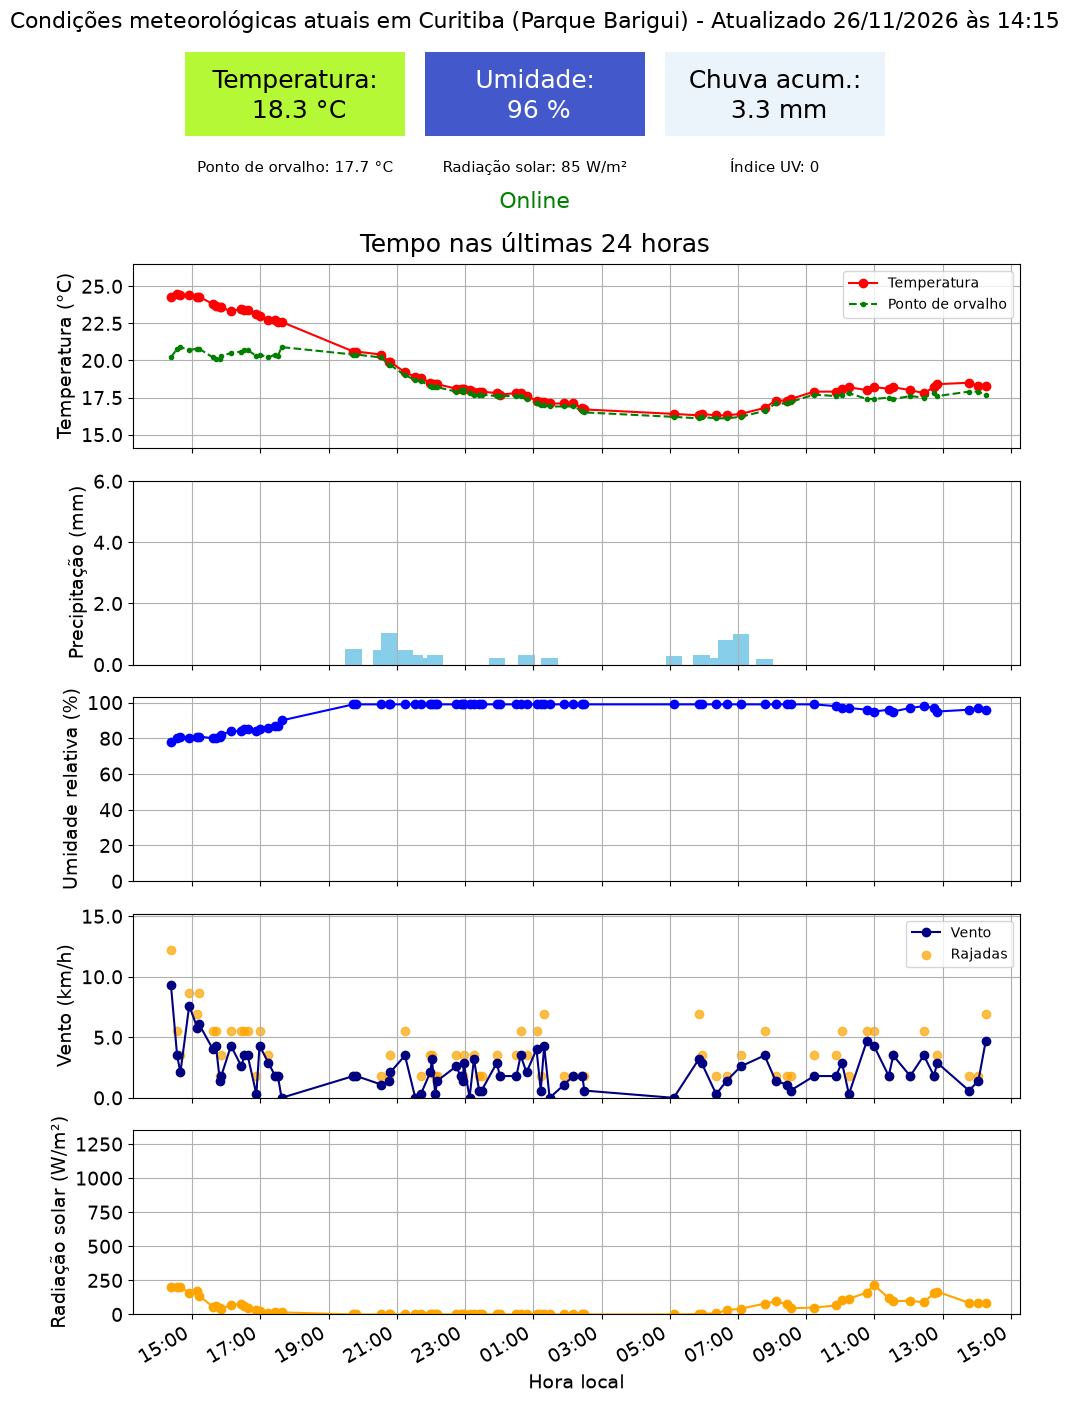 Condições meteorológicas atuais em Curitiba (Parque Barigui) - Atualizado 26/11/2026 às 14:15
Temperatura:
18.3 °C
Umidade:
96 %
Chuva acum.:
3.3 mm
Ponto de orvalho: 17.7 °C
Radiação solar: 85 W/m²
Índice UV: 0
Online
Tempo nas últimas 24 horas
Temperatura (°C)
25.0
22.5
20.0
17.5
15.0
Temperatura
Ponto de orvalho
Precipitação (mm)
6.0
4.0
2.0
0.0
Umidade relativa (%)
100
80
60
40
20
0
Vento (km/h)
15.0
10.0
5.0
0.0
Vento
Rajadas
Radiação solar (W/m²)
1250
1000
750
500
250
0
15:00
17:00
19:00
21:00
23:00
01:00
03:00
05:00
07:00
09:00
11:00
13:00
15:00
Hora local